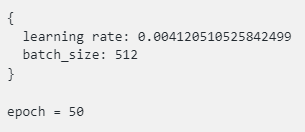 {
  learning rate: 0.004120510525842499
  batch_size: 512
}
epoch = 50